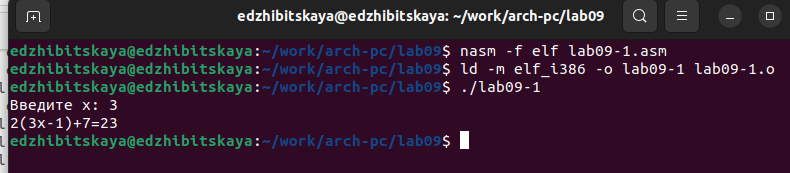 edzhibitskaya@edzhibitskaya: ~/work/arch-pc/lab09
edzhibitskaya@edzhibitskaya:~/work/arch-pc/lab09$ nasm -f elf lab09-1.asm
edzhibitskaya@edzhibitskaya:~/work/arch-pc/lab09$ ld -m elf_i386 -o lab09-1 lab09-1.o
edzhibitskaya@edzhibitskaya:~/work/arch-pc/lab09$ ./lab09-1
Введите x: 3
2(3x-1)+7=23
edzhibitskaya@edzhibitskaya:~/work/arch-pc/lab09$